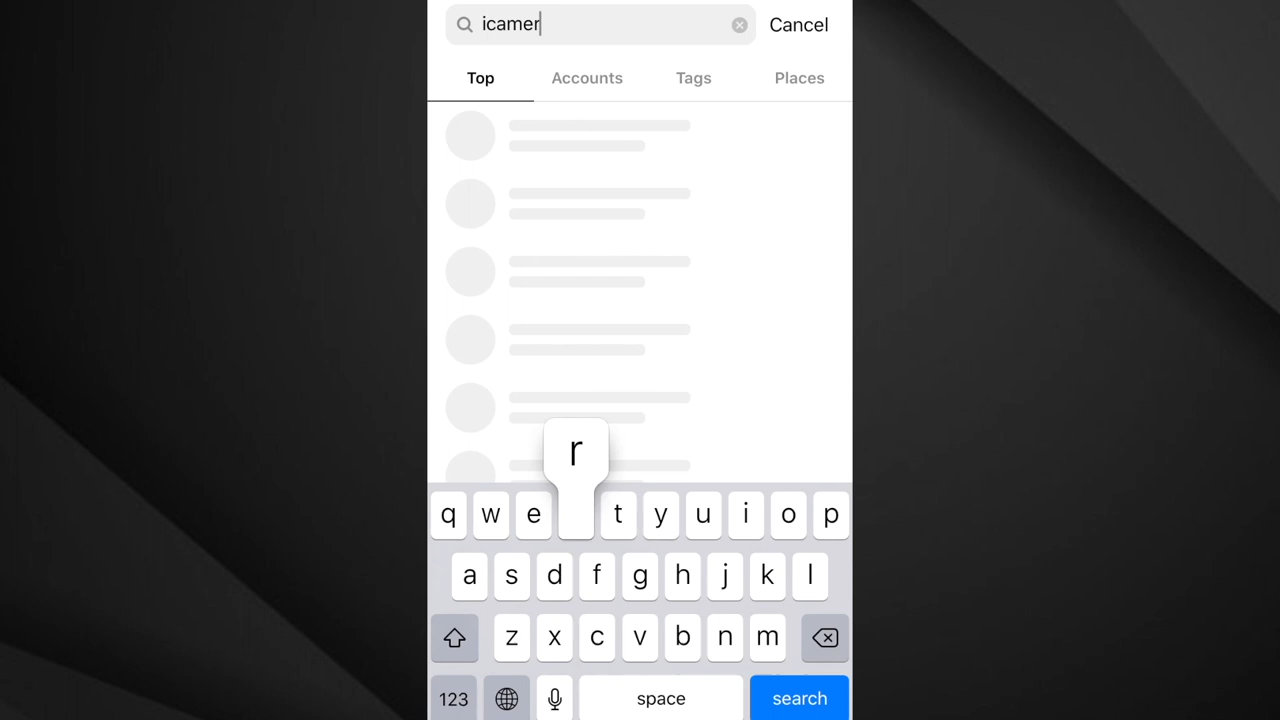 icamer Cancel
Top Accounts Tags Places
r
q w e t y u i o p
a s d f g h j k l
z x c v b n m
123 space search